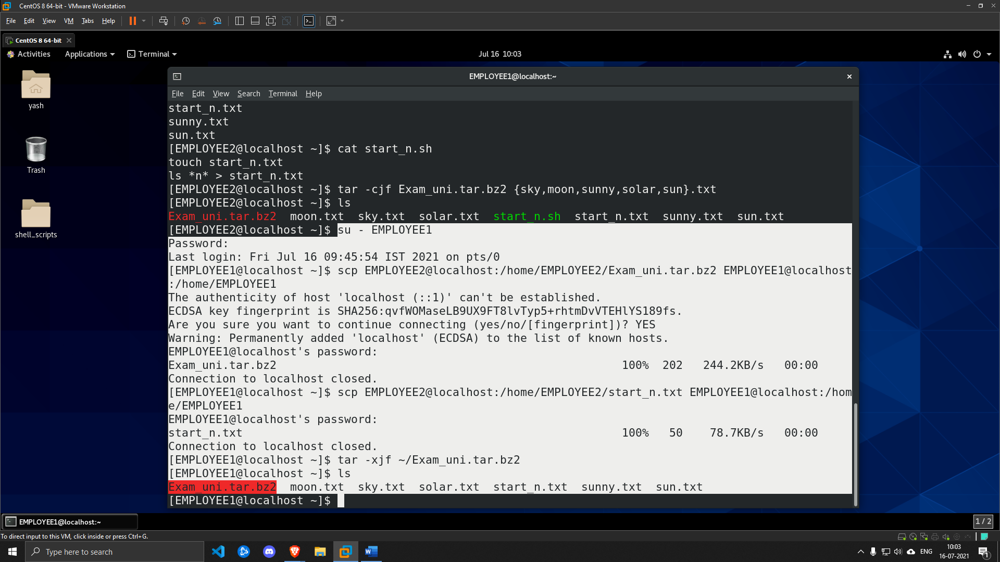 CentOS 8 64-bit - VMware Workstation
File Edit View VM Tabs Help
CentOS 8 64-bit
Activities Applications Terminal Jul 16 10:03
yash
Trash
shell_scripts
EMPLOYEE1@localhost:~
File Edit View Search Terminal Help
start_n.txt
sunny.txt
sun.txt
[EMPLOYEE2@localhost ~]$ cat start_n.sh
touch start_n.txt
ls *n* > start_n.txt
[EMPLOYEE2@localhost ~]$ tar -cjf Exam_uni.tar.bz2 {sky,moon,sunny,solar,sun}.txt
[EMPLOYEE2@localhost ~]$ ls
Exam_uni.tar.bz2 moon.txt sky.txt solar.txt start_n.sh start_n.txt sunny.txt sun.txt
[EMPLOYEE2@localhost ~]$ su - EMPLOYEE1
Password:
Last login: Fri Jul 16 09:45:54 IST 2021 on pts/0
[EMPLOYEE1@localhost ~]$ scp EMPLOYEE2@localhost:/home/EMPLOYEE2/Exam_uni.tar.bz2 EMPLOYEE1@localhost
:/home/EMPLOYEE1
The authenticity of host 'localhost (::1)' can't be established.
ECDSA key fingerprint is SHA256:qvfWOMaseLB9UX9FT8lvTyp5+rhtmDvVTEHlYS189fs.
Are you sure you want to continue connecting (yes/no/[fingerprint])? YES
Warning: Permanently added 'localhost' (ECDSA) to the list of known hosts.
EMPLOYEE1@localhost's password:
Exam_uni.tar.bz2 100% 202 244.2KB/s 00:00
Connection to localhost closed.
[EMPLOYEE1@localhost ~]$ scp EMPLOYEE2@localhost:/home/EMPLOYEE2/start_n.txt EMPLOYEE1@localhost:/hom
e/EMPLOYEE1
EMPLOYEE1@localhost's password:
start_n.txt 100% 50 78.7KB/s 00:00
Connection to localhost closed.
[EMPLOYEE1@localhost ~]$ tar -xjf ~/Exam_uni.tar.bz2
[EMPLOYEE1@localhost ~]$ ls
Exam_uni.tar.bz2 moon.txt sky.txt solar.txt start_n.txt sunny.txt sun.txt
[EMPLOYEE1@localhost ~]$
EMPLOYEE1@localhost:~ 1 / 2
To direct input to this VM, click inside or press Ctrl+G.
Type here to search
ENG
10:03
16-07-2021
1